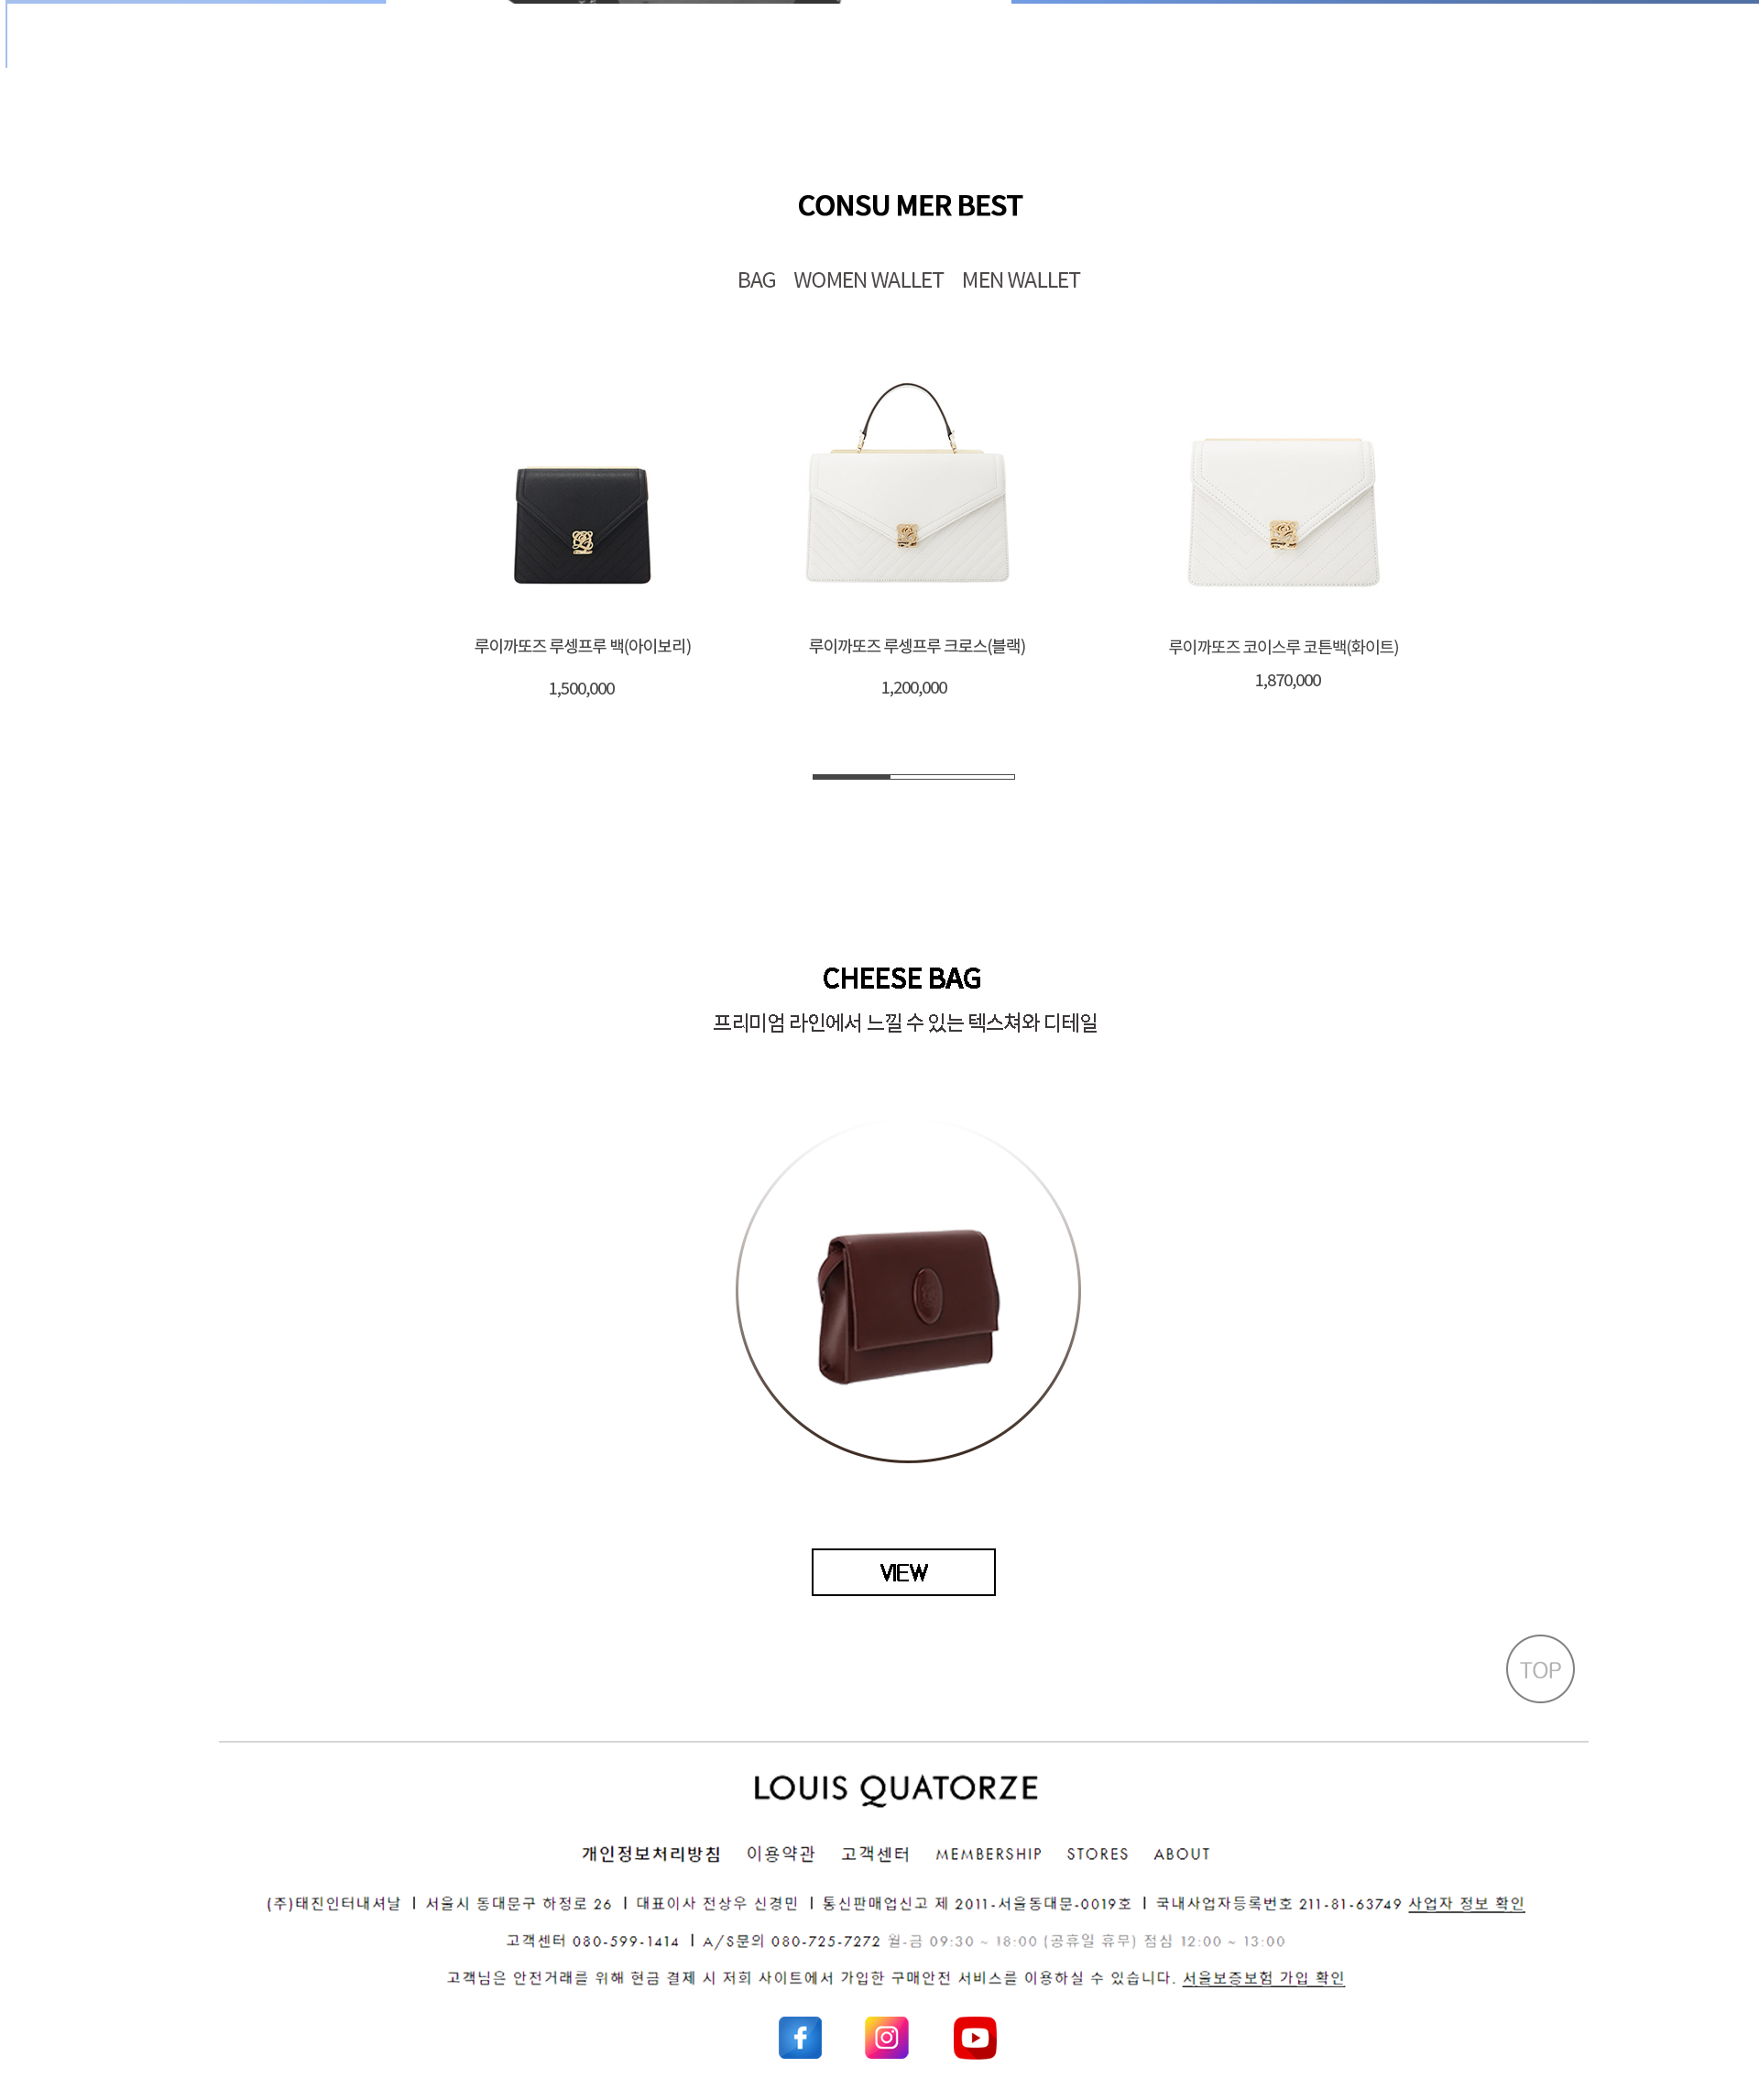 CONSU MER BEST
BAG WOMEN WALLET MEN WALLET
루이까또즈 루셍프루 백(아이보리)
1,500,000
루이까또즈 루셍프루 크로스(블랙)
1,200,000
루이까또즈 코이스루 코튼백(화이트)
1,870,000
CHEESE BAG
프리미엄 라인에서 느낄 수 있는 텍스쳐와 디테일
VIEW
TOP
LOUIS QUATORZE
개인정보처리방침 이용약관 고객센터 MEMBERSHIP STORES ABOUT
(주)태진인터내셔날 | 서울시 동대문구 하정로 26 | 대표이사 전상우 신경민 | 통신판매업신고 제 2011-서울동대문-0019호 | 국내사업자등록번호 211-81-63749 사업자 정보 확인
고객센터 080-599-1414 | A/S문의 080-725-7272 월-금 09:30 ~ 18:00 (공휴일 휴무) 점심 12:00 ~ 13:00
고객님은 안전거래를 위해 현금 결제 시 저희 사이트에서 가입한 구매안전 서비스를 이용하실 수 있습니다. 서울보증보험 가입 확인